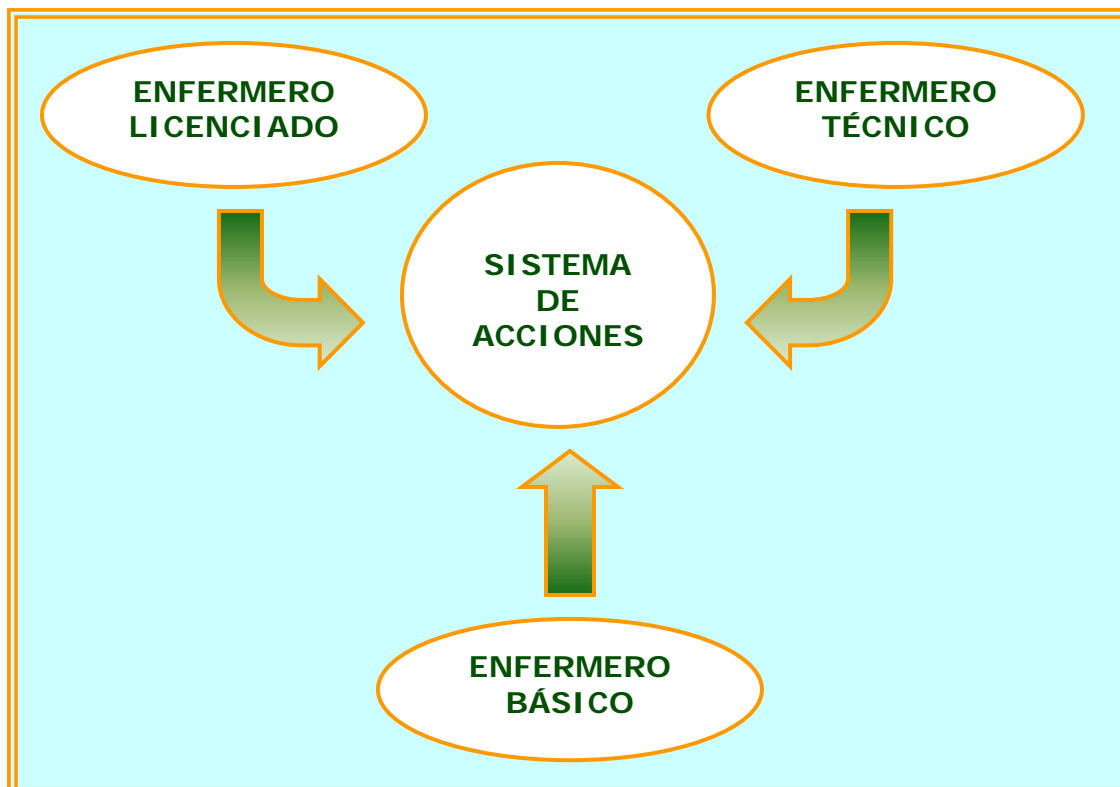 ENFERMERO
LICENCIADO
ENFERMERO
TÉCNICO
SISTEMA
DE
ACCIONES
ENFERMERO
BÁSICO